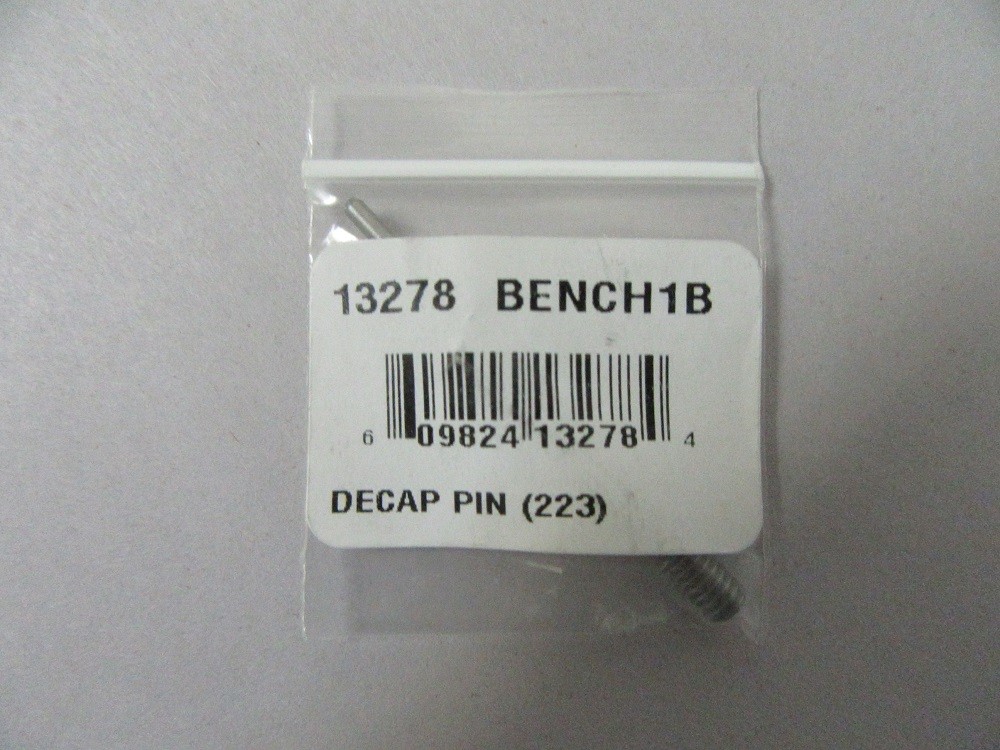 13278 BENCH1B
6 09824 13278 4
DECAP PIN (223)